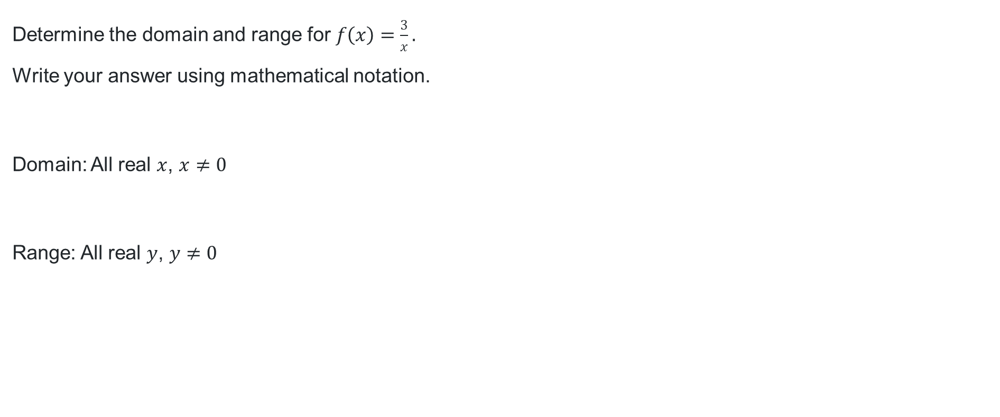 Determine the domain and range for f(x) = 3/x.
Write your answer using mathematical notation.
Domain: All real x, x ≠ 0
Range: All real y, y ≠ 0